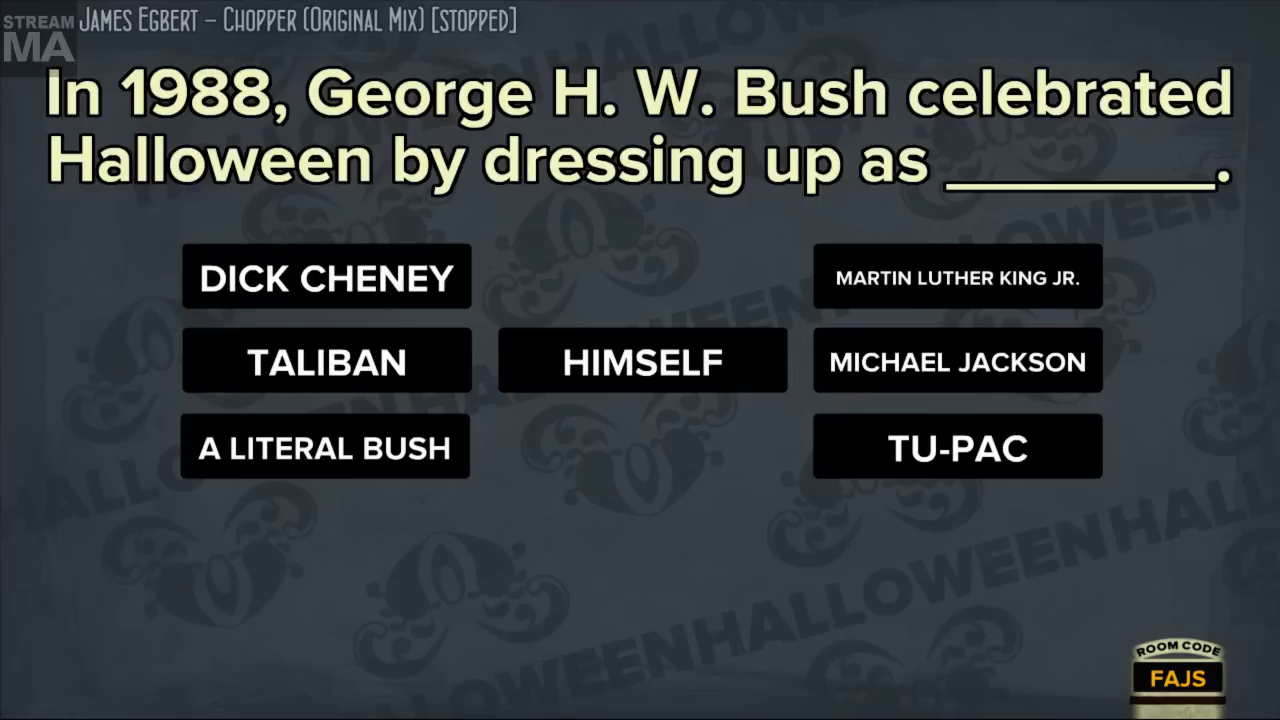 STREAM
MA
James Egbert – Chopper (Original Mix) [stopped]
In 1988, George H. W. Bush celebrated
Halloween by dressing up as ________.
DICK CHENEY
MARTIN LUTHER KING JR.
TALIBAN
HIMSELF
MICHAEL JACKSON
A LITERAL BUSH
TU-PAC
HALLOWEENHALLOWEEN
ROOM CODE
FAJS